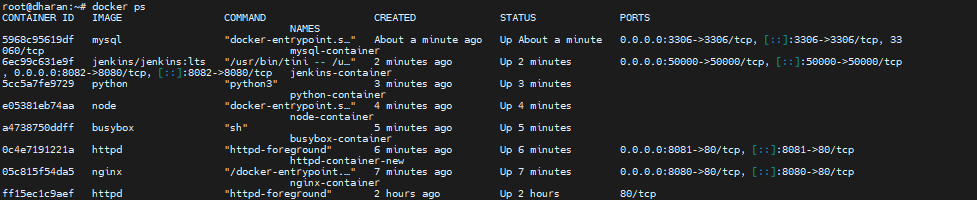 root@dharan:~# docker ps
CONTAINER ID   IMAGE                 COMMAND                  CREATED              STATUS              PORTS
                                                NAMES
5968c95619df   mysql                 "docker-entrypoint.s…"   About a minute ago   Up About a minute   0.0.0.0:3306->3306/tcp, [::]:3306->3306/tcp, 33
060/tcp                                         mysql-container
6ec99c631e9f   jenkins/jenkins:lts   "/usr/bin/tini -- /u…"   2 minutes ago        Up 2 minutes        0.0.0.0:50000->50000/tcp, [::]:50000->50000/tcp
, 0.0.0.0:8082->8080/tcp, [::]:8082->8080/tcp   jenkins-container
5cc5a7fe9729   python                "python3"                3 minutes ago        Up 3 minutes
                                                python-container
e05381eb74aa   node                  "docker-entrypoint.s…"   4 minutes ago        Up 4 minutes
                                                node-container
a4738750ddff   busybox               "sh"                     5 minutes ago        Up 5 minutes
                                                busybox-container
0c4e7191221a   httpd                 "httpd-foreground"       6 minutes ago        Up 6 minutes        0.0.0.0:8081->80/tcp, [::]:8081->80/tcp
                                                httpd-container-new
05c815f54da5   nginx                 "/docker-entrypoint.…"   7 minutes ago        Up 7 minutes        0.0.0.0:8080->80/tcp, [::]:8080->80/tcp
                                                nginx-container
ff15ec1c9aef   httpd                 "httpd-foreground"       2 hours ago          Up 2 hours          80/tcp